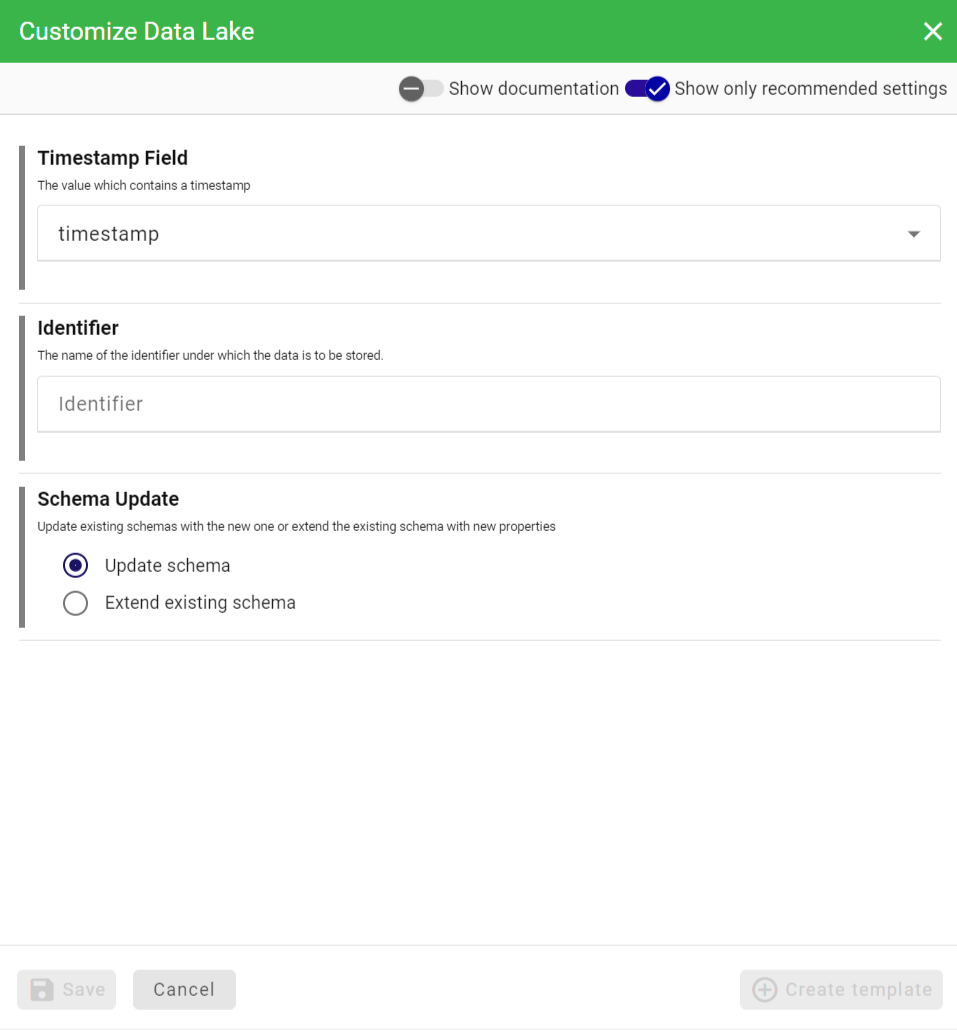 Customize Data Lake
Show documentation Show only recommended settings
Timestamp Field
The value which contains a timestamp
timestamp
Identifier
The name of the identifier under which the data is to be stored.
Identifier
Schema Update
Update existing schemas with the new one or extend the existing schema with new properties
Update schema
Extend existing schema
Save Cancel Create template